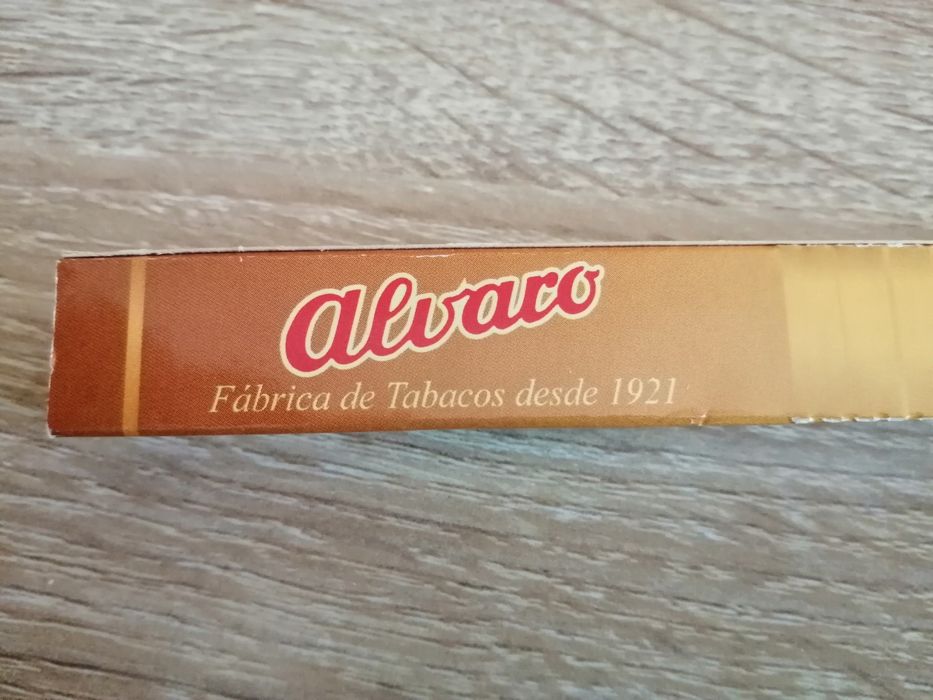 Alvaro
Fábrica de Tabacos desde 1921